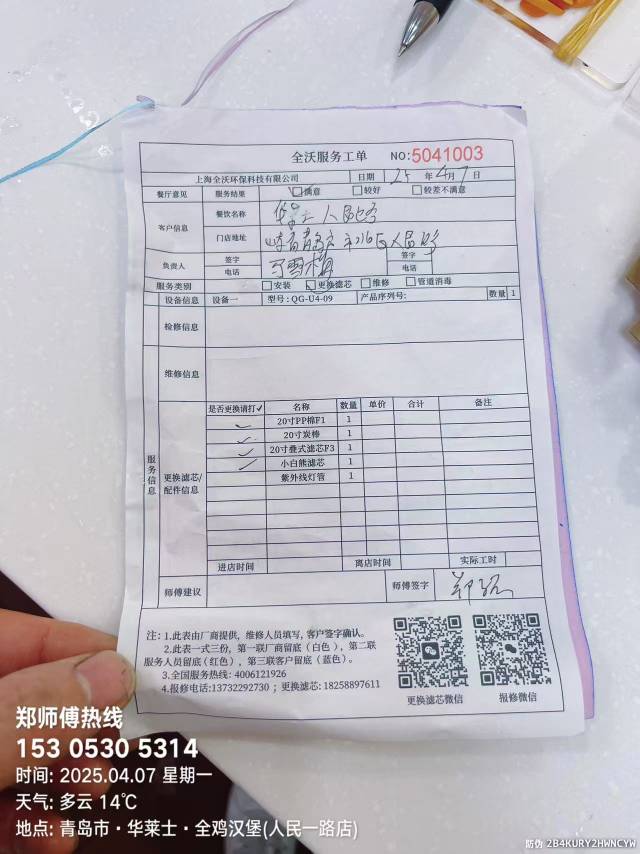 全沃服务工单 NO:5041003
上海全沃环保科技有限公司 日期 25 年 4月7日
餐厅意见 服务结果 满意 较好 较差不满意
客户信息 餐饮名称 华莱士人民路
门店地址
负责人 签字 签字
电话 电话
服务类别 安装 更换滤芯 维修 管道消毒
设备信息 设备一 型号:QG-U4-09 产品序列号: 数量 1
检修信息
维修信息
服务信息
更换滤芯/配件信息
是否更换请打✓ 名称 数量 单价 合计 备注
✓ 20寸PP棉F1 1
✓ 20寸炭棒 1
✓ 20寸叠式滤芯F3 1
✓ 小白熊滤芯 1
紫外线灯管 1
进店时间 离店时间 实际工时
师傅建议 师傅签字
注: 1.此表由厂商提供, 维修人员填写, 客户签字确认。
2.此表一式三份, 第一联厂商留底(白色), 第二联
服务人员留底(红色), 第三联客户留底(蓝色)。
3.全国服务热线: 4006121926
4.报修电话:13732292730 ; 更换滤芯: 18258897611
更换滤芯微信 报修微信
郑师傅热线
153 0530 5314
时间: 2025.04.07 星期一
天气: 多云 14℃
地点: 青岛市·华莱士·全鸡汉堡(人民一路店)
防伪 2B4KURY2HWNCYW